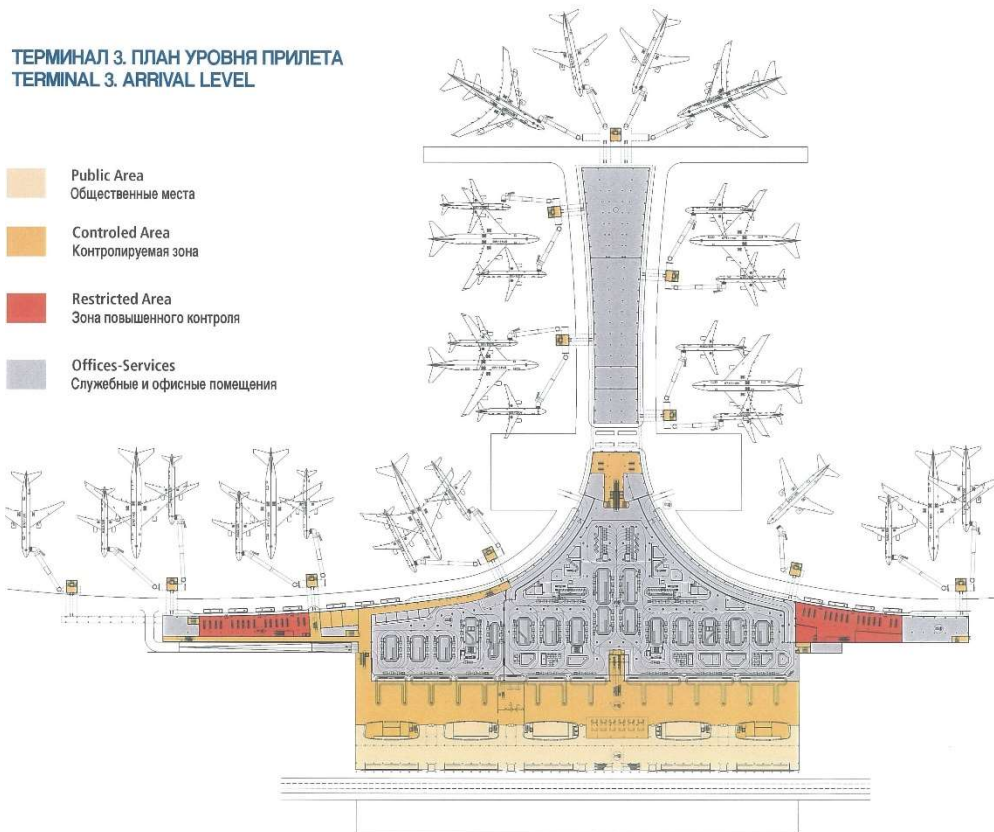 ТЕРМИНАЛ 3. ПЛАН УРОВНЯ ПРИЛЕТА
TERMINAL 3. ARRIVAL LEVEL
Public Area
Общественные места
Controled Area
Контролируемая зона
Restricted Area
Зона повышенного контроля
Offices-Services
Служебные и офисные помещения